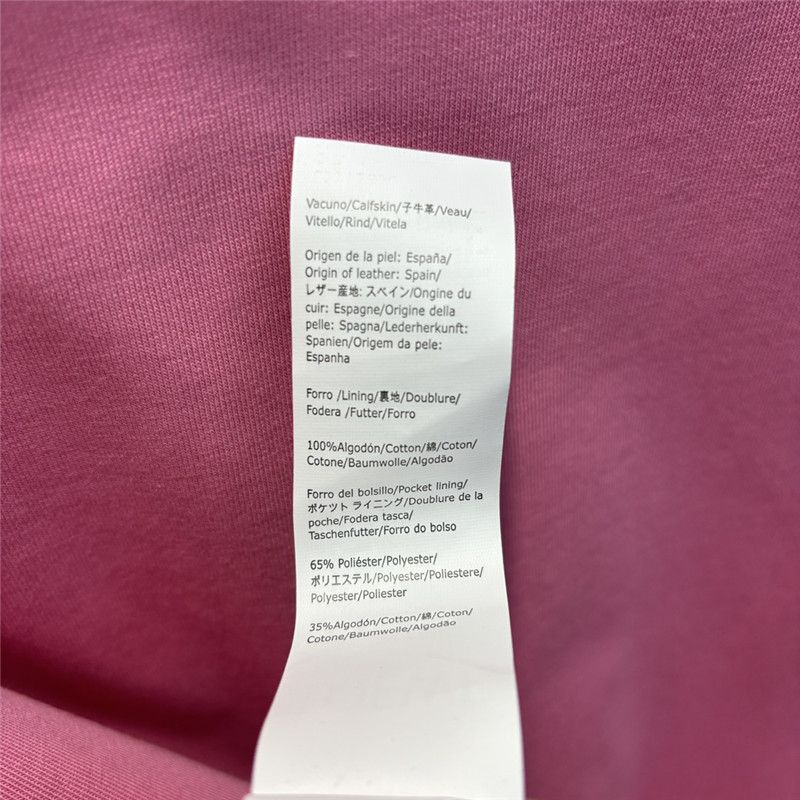 Vacuno/Caifskin/子牛革/Veau/
Vitello/Rind/Vitela
Origen de la piel: España/
Origin of leather: Spain/
レザー産地: スペイン/Ongine du
cuir: Espagne/Origine della
pelle: Spagna/Lederherkunft:
Spanien/Origem da pele:
Espanha
Forro /Lining/裏地/Doublure/
Fodera /Futter/Forro
100%Algodón/Cotton/綿/Coton/
Cotone/Baumwolle/Algodão
Forro del bolsillo/Pocket lining/
ポケツト ライニング/Doublure de la
poche/Fodera tasca/
Taschenfutter/Forro do bolso
65% Poliéster/Polyester/
ポリエステル/Polyester/Poliestere/
Polyester/Poliester
35%Algodón/Cotton/綿/Coton/
Cotone/Baumwolle/Algodão